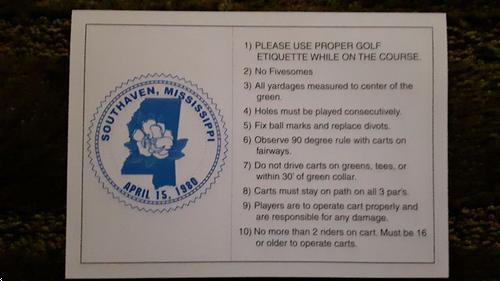 SOUTHAVEN, MISSISSIPPI
APRIL 15, 1980
1) PLEASE USE PROPER GOLF
ETIQUETTE WHILE ON THE COURSE.
2) No Fivesomes
3) All yardages measured to center of the
green.
4) Holes must be played consecutively.
5) Fix ball marks and replace divots.
6) Observe 90 degree rule with carts on
fairways.
7) Do not drive carts on greens, tees, or
within 30' of green collar.
8) Carts must stay on path on all 3 par's.
9) Players are to operate cart properly and
are responsible for any damage.
10) No more than 2 riders on cart. Must be 16
or older to operate carts.